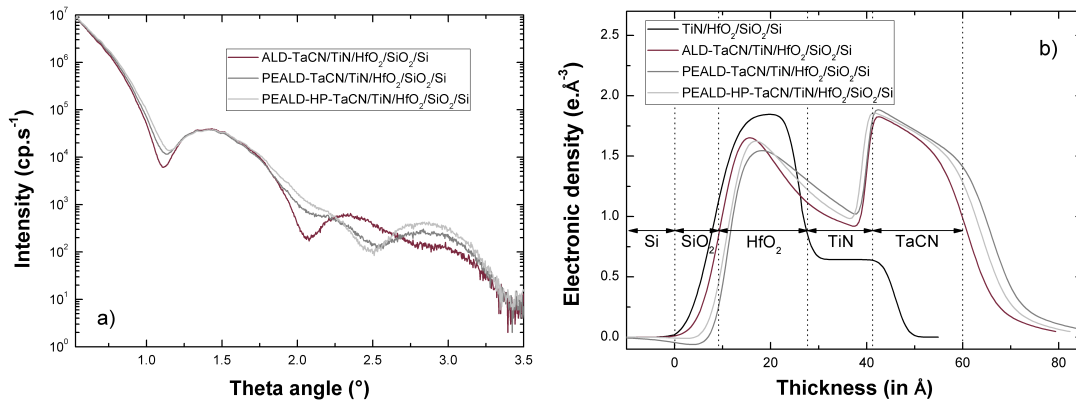 Intensity (cp.s⁻¹)
10⁷
10⁶
10⁵
10⁴
10³
10²
10¹
10⁰
ALD-TaCN/TiN/HfO₂/SiO₂/Si
PEALD-TaCN/TiN/HfO₂/SiO₂/Si
PEALD-HP-TaCN/TiN/HfO₂/SiO₂/Si
a)
1.0 1.5 2.0 2.5 3.0 3.5
Theta angle (°)
Electronic density (e.Å⁻³)
2.5
2.0
1.5
1.0
0.5
0.0
TiN/HfO₂/SiO₂/Si
ALD-TaCN/TiN/HfO₂/SiO₂/Si
PEALD-TaCN/TiN/HfO₂/SiO₂/Si
PEALD-HP-TaCN/TiN/HfO₂/SiO₂/Si
b)
Si SiO₂ HfO₂ TiN TaCN
0 20 40 60 80
Thickness (in Å)